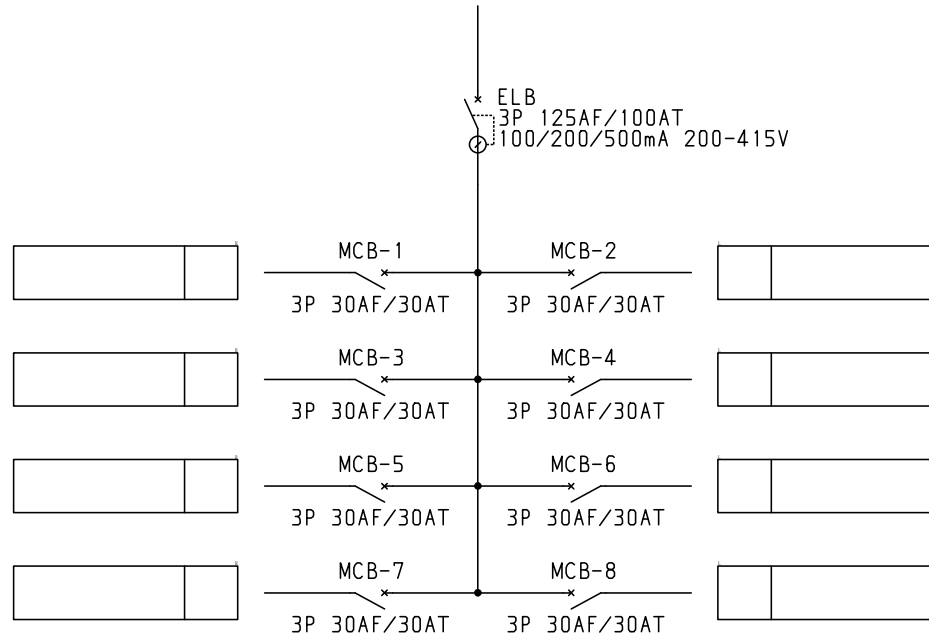 ELB
3P 125AF/100AT
100/200/500mA 200-415V
MCB-1
MCB-2
3P 30AF/30AT
3P 30AF/30AT
MCB-3
MCB-4
3P 30AF/30AT
3P 30AF/30AT
MCB-5
MCB-6
3P 30AF/30AT
3P 30AF/30AT
MCB-7
MCB-8
3P 30AF/30AT
3P 30AF/30AT